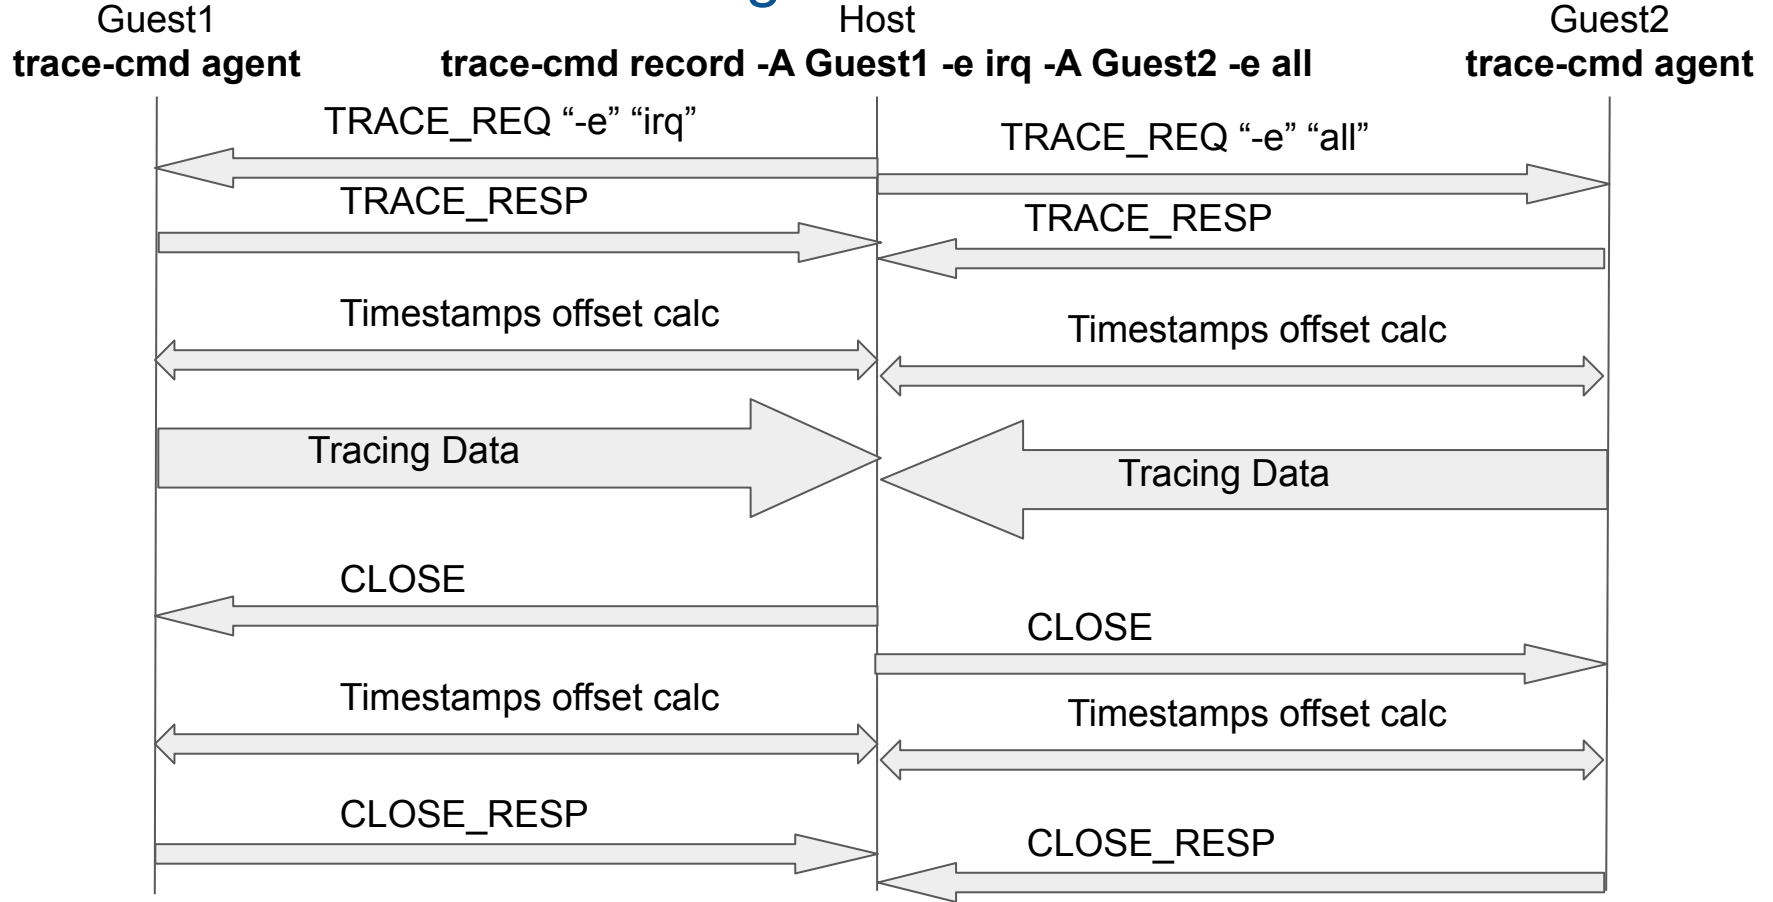 Guest1
Host
Guest2
trace-cmd agent
trace-cmd record -A Guest1 -e irq -A Guest2 -e all
trace-cmd agent
TRACE_REQ “-e” “irq”
TRACE_REQ “-e” “all”
TRACE_RESP
TRACE_RESP
Timestamps offset calc
Timestamps offset calc
Tracing Data
Tracing Data
CLOSE
CLOSE
Timestamps offset calc
Timestamps offset calc
CLOSE_RESP
CLOSE_RESP